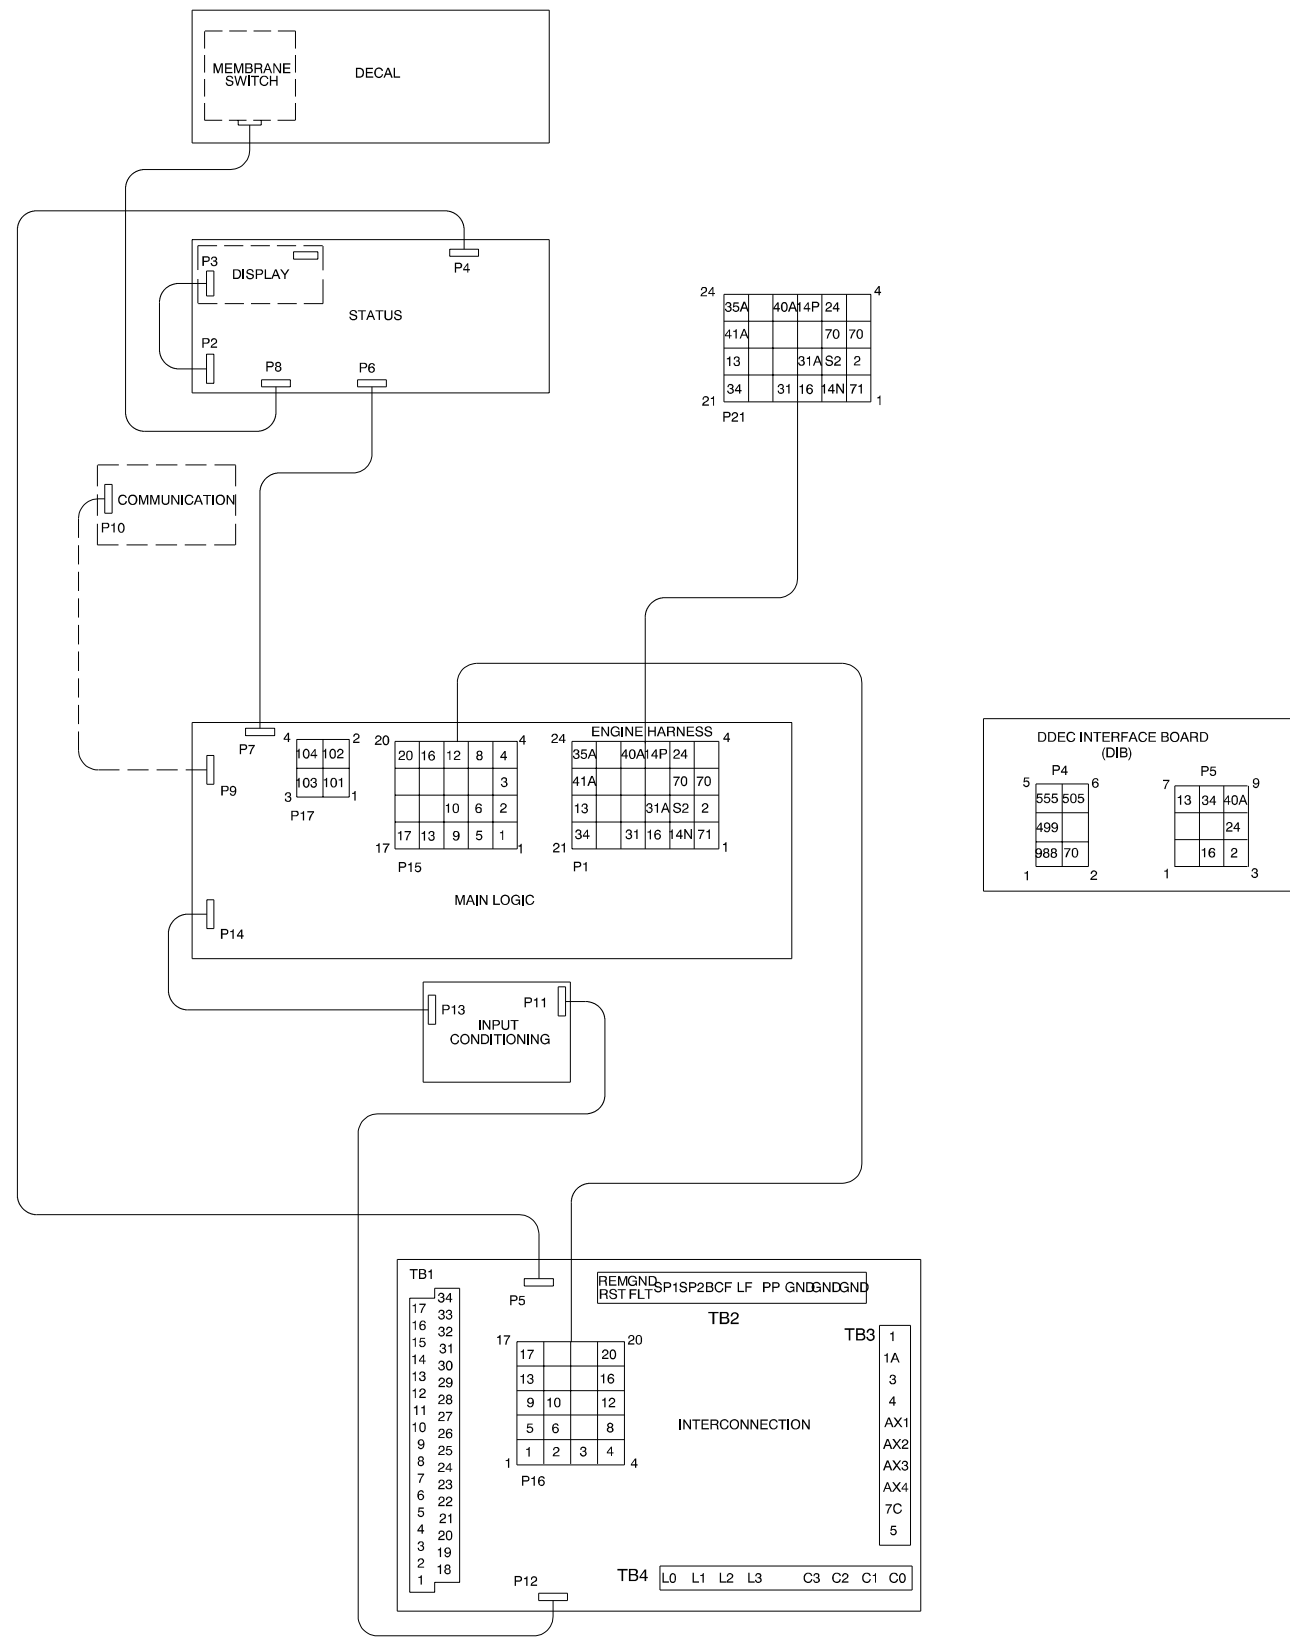 MEMBRANE
SWITCH
DECAL
P3
DISPLAY
P4
STATUS
P2
P8
P6
24
4
35A 40A 14P 24
41A 70 70
13 31A S2 2
34 31 16 14N 71
21
1
P21
COMMUNICATION
P10
P7
P9
4
2
104 102
103 101
3
1
P17
20
4
20 16 12 8 4
3
10 6 2
17 13 9 5 1
17
1
P15
ENGINE HARNESS
24
4
35A 40A 14P 24
41A 70 70
13 31A S2 2
34 31 16 14N 71
21
1
P1
MAIN LOGIC
P14
DDEC INTERFACE BOARD
(DIB)
P4
5
6
555 505
499
988 70
1
2
P5
7
9
13 34 40A
24
16 2
1
3
P13
P11
INPUT
CONDITIONING
TB1
34
17
33
16
32
15
31
14
30
13
29
12
28
11
27
10
26
9
25
8
24
7
23
6
22
5
21
4
20
3
19
2
18
1
P5
REM GND
RST FLT SP1 SP2 BCF LF PP GND GND GND
TB2
17
20
17 20
13 16
9 10 12
5 6 8
1 2 3 4
1
4
P16
INTERCONNECTION
TB3
1
1A
3
4
AX1
AX2
AX3
AX4
7C
5
P12
TB4
L0 L1 L2 L3 C3 C2 C1 C0